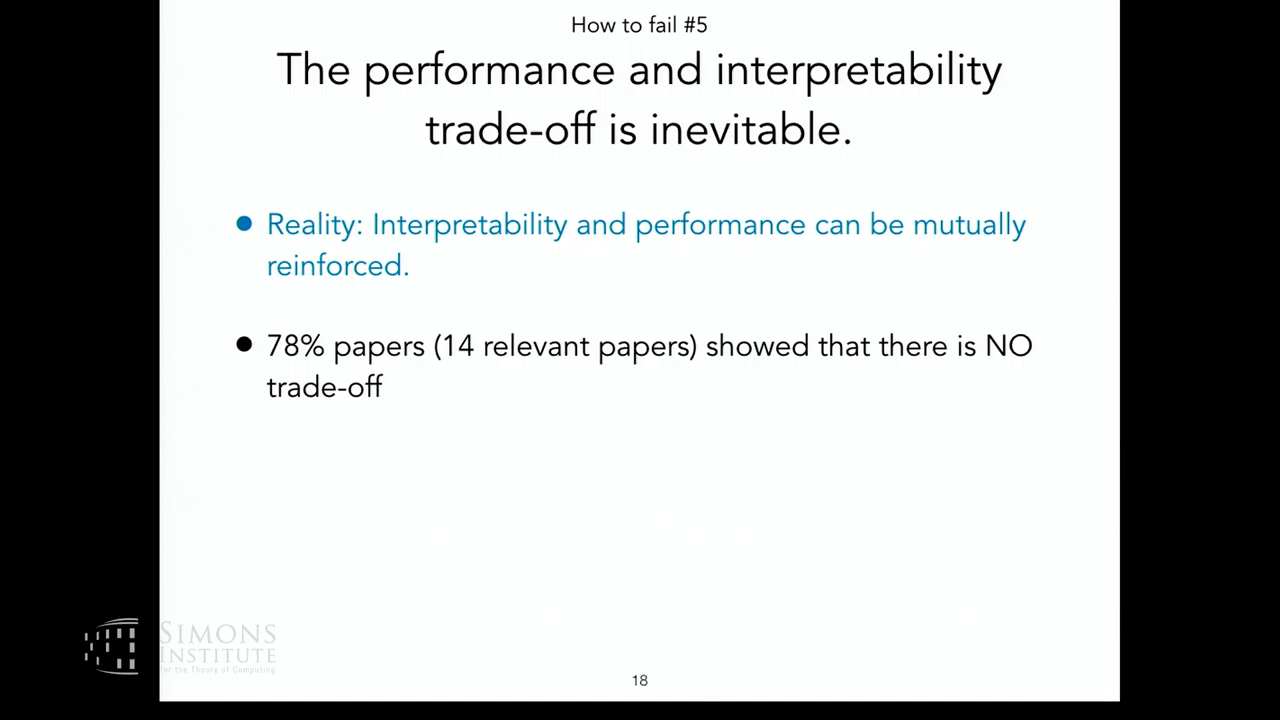 How to fail #5
The performance and interpretability
trade-off is inevitable.
● Reality: Interpretability and performance can be mutually
reinforced.
● 78% papers (14 relevant papers) showed that there is NO
trade-off
SIMONS
INSTITUTE
for the Theory of Computing
18